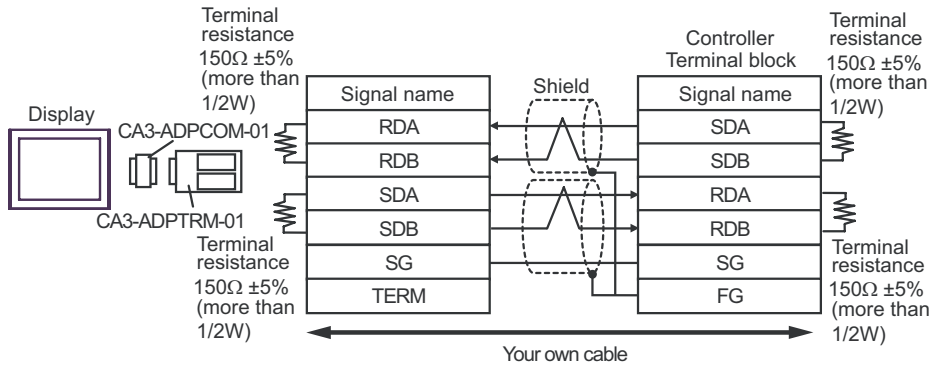 Terminal
resistance
150Ω ±5%
(more than
1/2W)
Display
CA3-ADPCOM-01
CA3-ADPTRM-01
Terminal
resistance
150Ω ±5%
(more than
1/2W)
Signal name
RDA
RDB
SDA
SDB
SG
TERM
Shield
Controller
Terminal block
Signal name
SDA
SDB
RDA
RDB
SG
FG
Terminal
resistance
150Ω ±5%
(more than
1/2W)
Terminal
resistance
150Ω ±5%
(more than
1/2W)
Your own cable